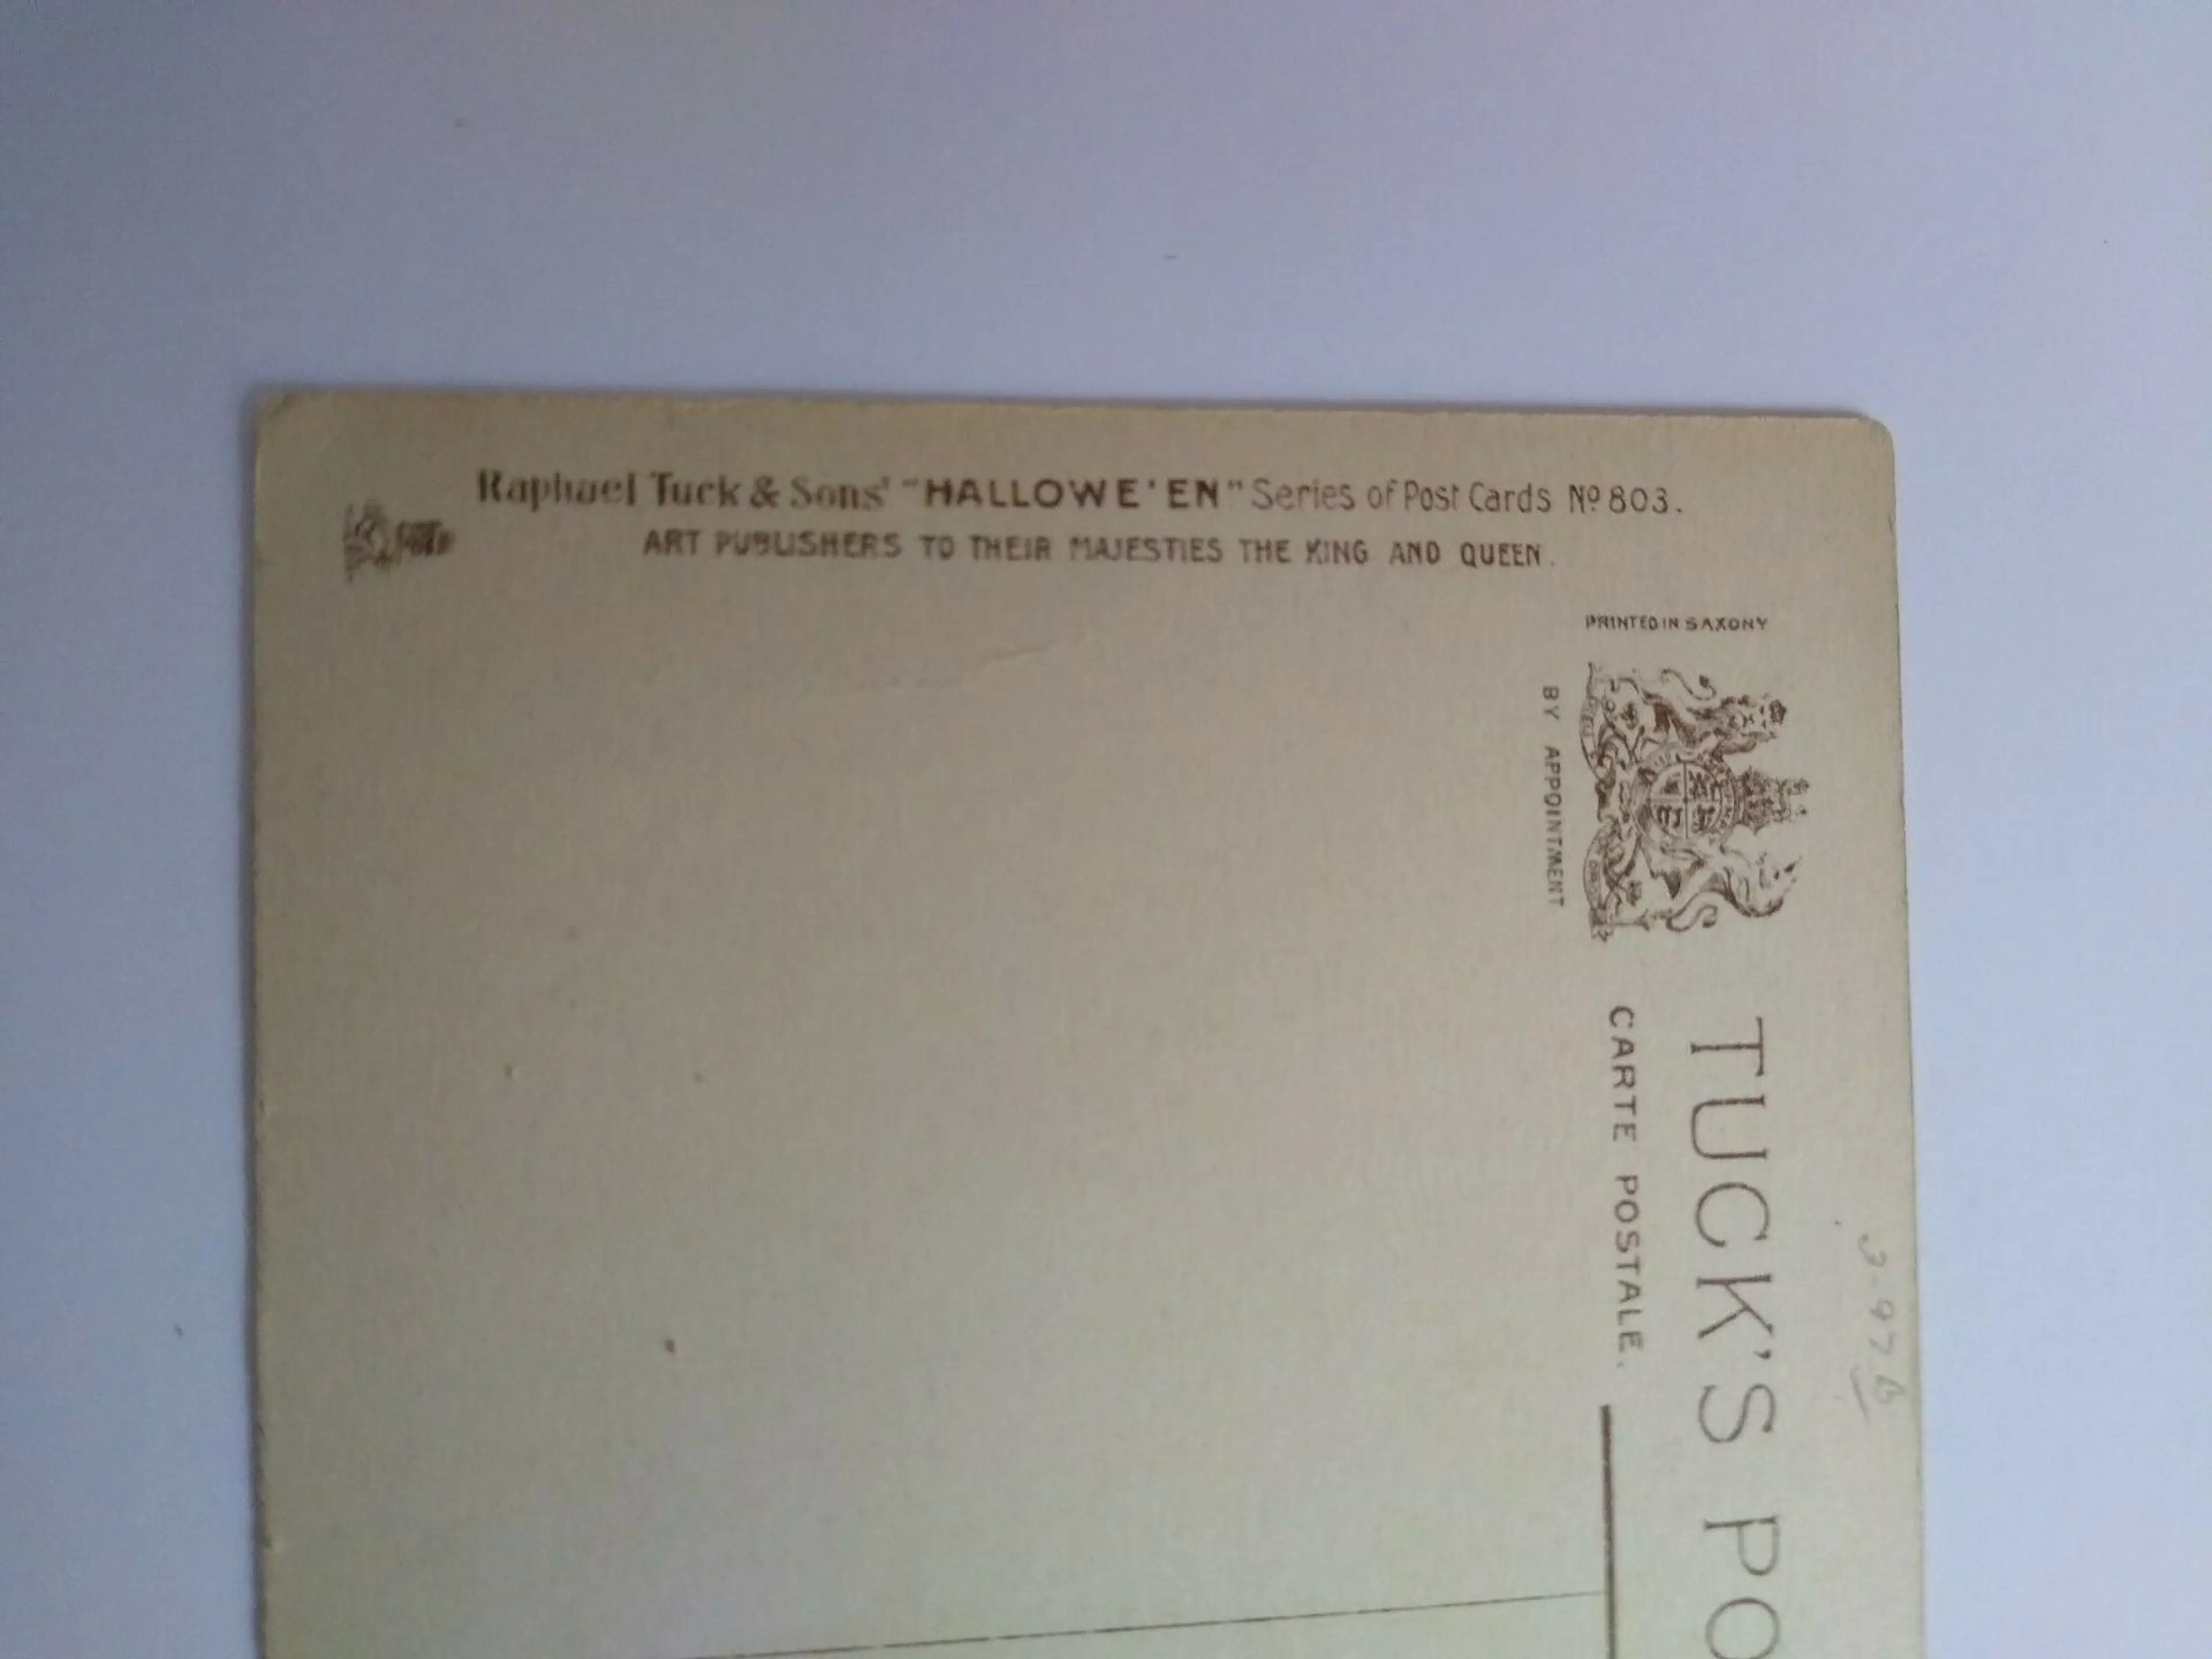 Raphael Tuck & Sons' "HALLOWE'EN" Series of Post Cards Nº 803.
ART PUBLISHERS TO THEIR MAJESTIES THE KING AND QUEEN.
PRINTED IN SAXONY
BY APPOINTMENT
TUCK'S PO
CARTE POSTALE.